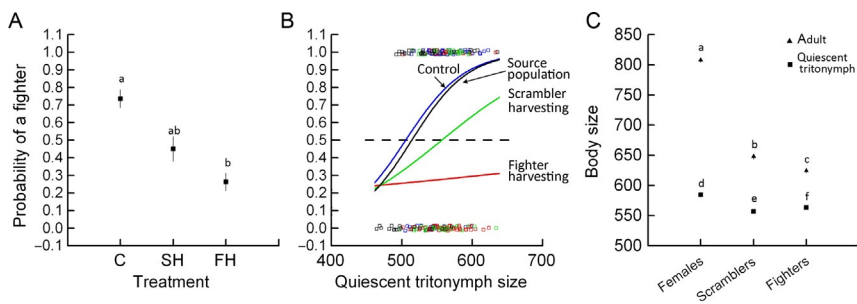 A
B
C
1.1
1.0
0.9
0.8
0.7
0.6
0.5
0.4
0.3
0.2
0.1
0.0
–0.1
Probability of a fighter
a
ab
b
C
SH
FH
Treatment
1.1
1.0
0.9
0.8
0.7
0.6
0.5
0.4
0.3
0.2
0.1
0.0
–0.1
Control
Source
population
Scrambler
harvesting
Fighter
harvesting
400
500
600
700
Quiescent tritonymph size
850
800
750
700
650
600
550
500
Body size
Adult
Quiescent
tritonymph
a
b
c
d
e
f
Females
Scramblers
Fighters